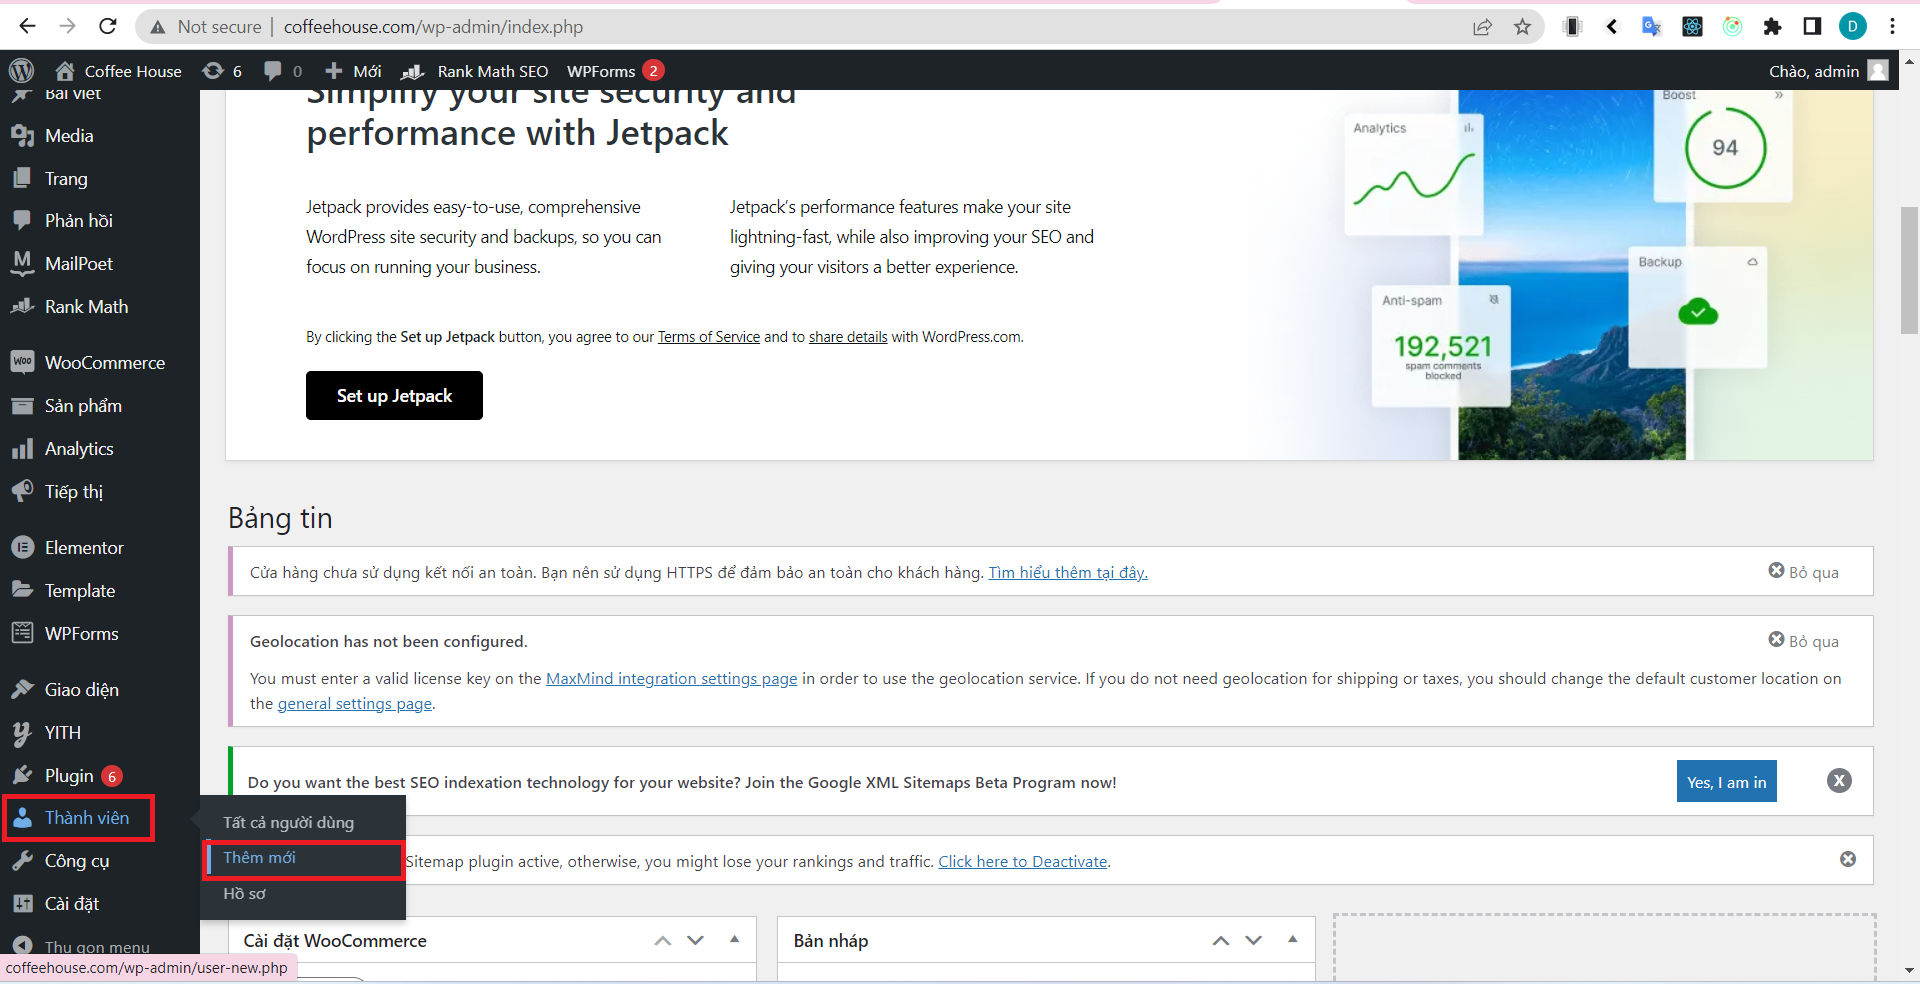 Not secure | coffeehouse.com/wp-admin/index.php
D
Coffee House 6 0 Mới Rank Math SEO WPForms 2
Chào, admin
Bài viết
Media
Trang
Phản hồi
MailPoet
Rank Math
WooCommerce
Sản phẩm
Analytics
Tiếp thị
Elementor
Template
WPForms
Giao diện
YITH
Plugin 6
Thành viên
Công cụ
Cài đặt
Thu gọn menu
Tất cả người dùng
Thêm mới
Hồ sơ
coffeehouse.com/wp-admin/user-new.php
Simplify your site security and
performance with Jetpack
Jetpack provides easy-to-use, comprehensive
WordPress site security and backups, so you can
focus on running your business.
Jetpack’s performance features make your site
lightning-fast, while also improving your SEO and
giving your visitors a better experience.
By clicking the Set up Jetpack button, you agree to our Terms of Service and to share details with WordPress.com.
Set up Jetpack
Analytics
Boost
94
Backup
Anti-spam
192,521
spam comments
blocked
Bảng tin
Cửa hàng chưa sử dụng kết nối an toàn. Bạn nên sử dụng HTTPS để đảm bảo an toàn cho khách hàng. Tìm hiểu thêm tại đây.
Bỏ qua
Geolocation has not been configured.
Bỏ qua
You must enter a valid license key on the MaxMind integration settings page in order to use the geolocation service. If you do not need geolocation for shipping or taxes, you should change the default customer location on
the general settings page.
Do you want the best SEO indexation technology for your website? Join the Google XML Sitemaps Beta Program now!
Yes, I am in
X
Sitemap plugin active, otherwise, you might lose your rankings and traffic. Click here to Deactivate.
Cài đặt WooCommerce
Bản nháp